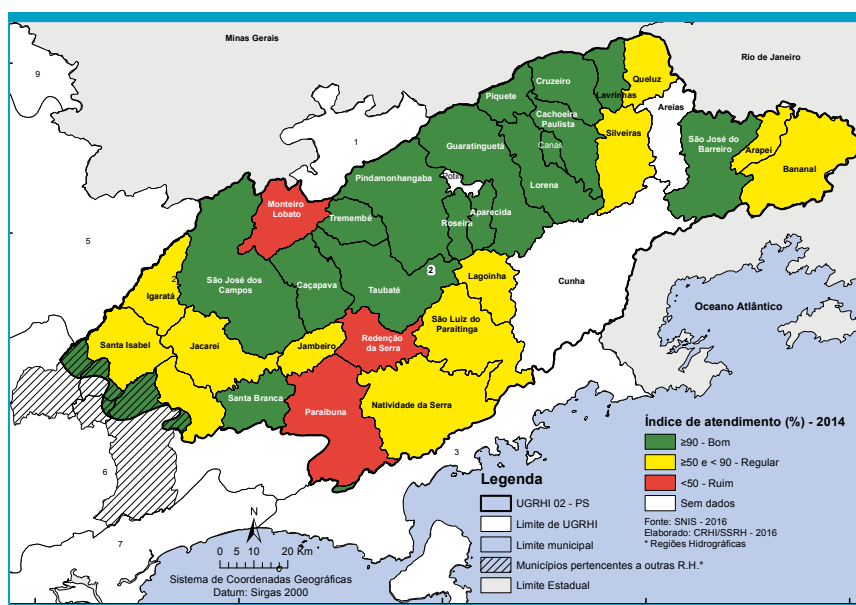 Minas Gerais
Rio de Janeiro
9
Queluz
Cruzeiro
Lavrinhas
Piquete
Areias
Cachoeira
Paulista
Silveiras
São José do
Barreiro
1
Guaratinguetá
Canas
Arapeí
Bananal
Pindamonhangaba
Potim
Lorena
Monteiro
Lobato
Tremembé
Aparecida
Roseira
5
2
2
São José dos
Campos
Caçapava
Taubaté
Lagoinha
Cunha
Igaratá
Oceano Atlântico
São Luiz do
Paraitinga
Santa Isabel
Jacareí
Jambeiro
Redenção
da Serra
Santa Branca
Paraibuna
Natividade da Serra
3
6
7
Índice de atendimento (%) - 2014
≥90 - Bom
≥50 e < 90 - Regular
<50 - Ruim
Sem dados
Fonte: SNIS - 2016
Elaborado: CRHI/SSRH - 2016
* Regiões Hidrográficas
Legenda
UGRHI 02 - PS
Limite de UGRHI
Limite municipal
Municípios pertencentes a outras R.H.*
Limite Estadual
N
0 5 10 20 Km
Sistema de Coordenadas Geográficas
Datum: Sirgas 2000